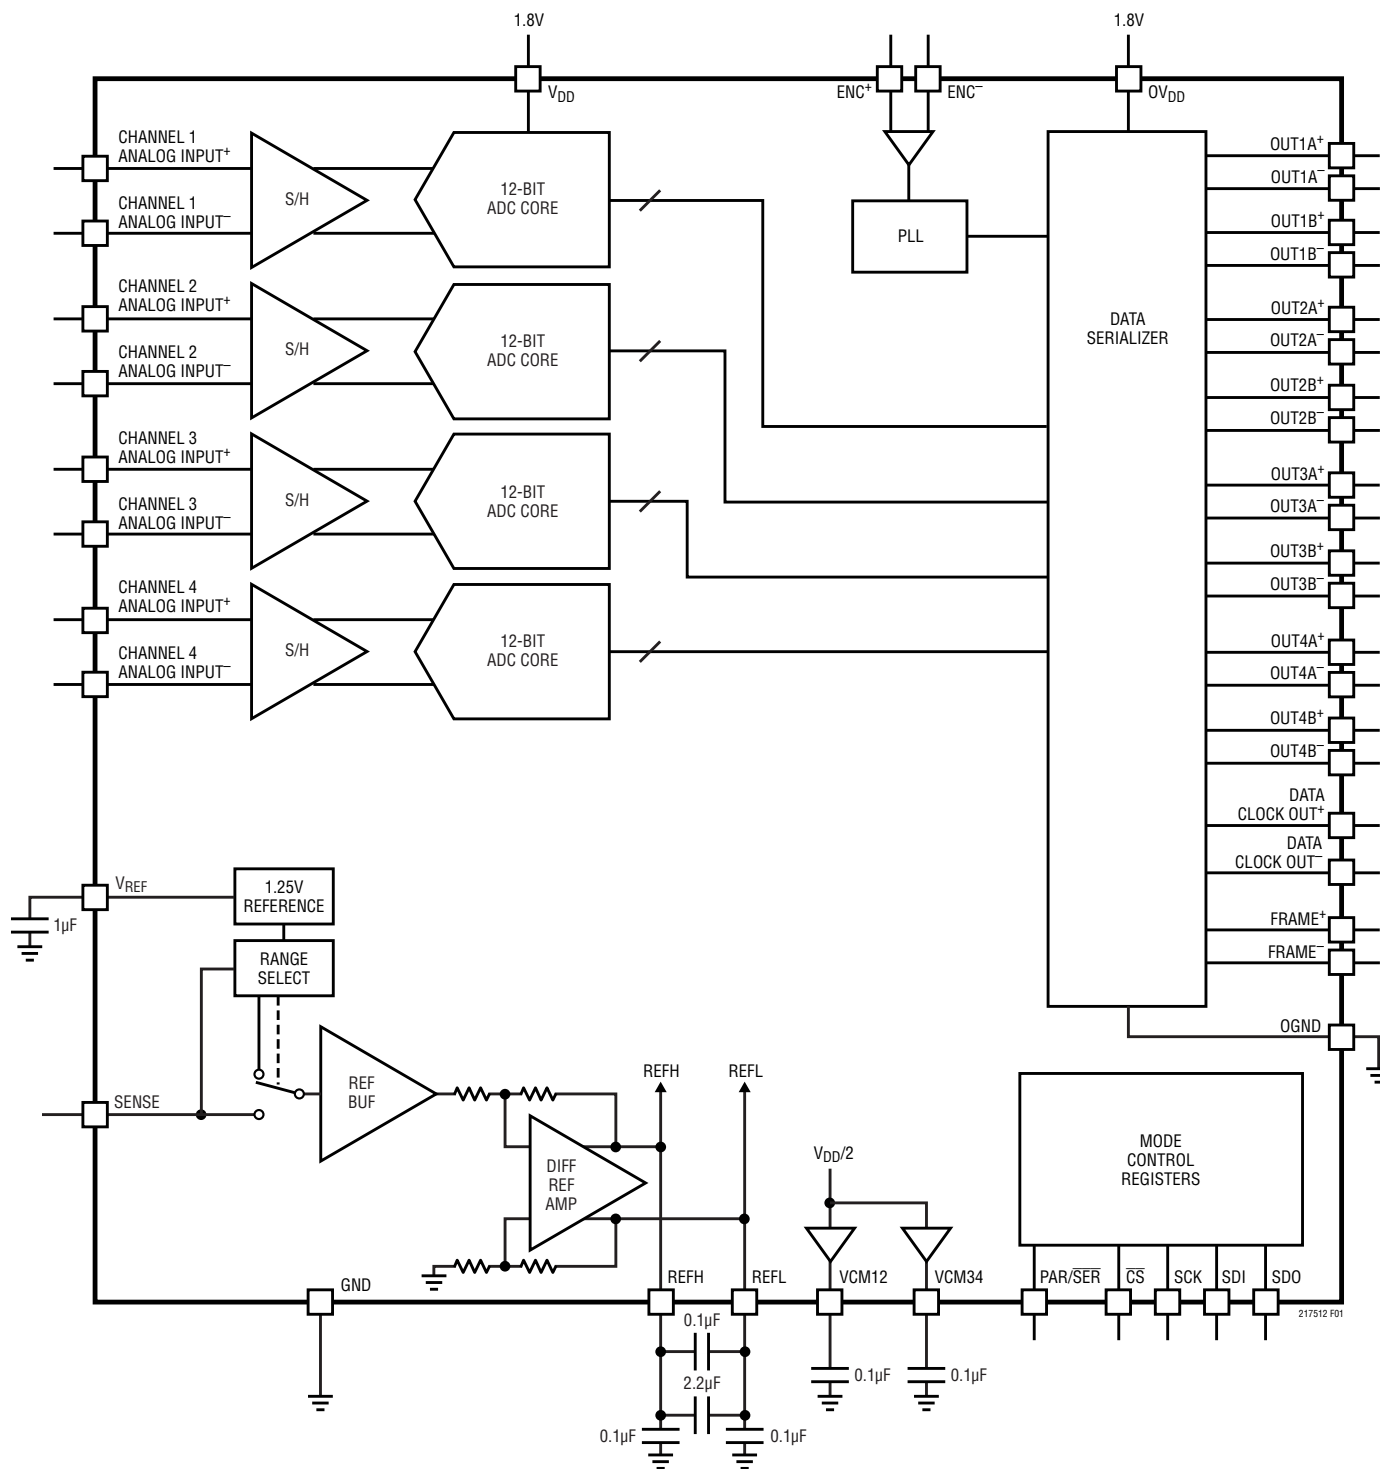 1.8V
1.8V
V_DD
ENC⁺
ENC⁻
OV_DD
CHANNEL 1
ANALOG INPUT⁺
CHANNEL 1
ANALOG INPUT⁻
S/H
12-BIT
ADC CORE
CHANNEL 2
ANALOG INPUT⁺
CHANNEL 2
ANALOG INPUT⁻
S/H
12-BIT
ADC CORE
CHANNEL 3
ANALOG INPUT⁺
CHANNEL 3
ANALOG INPUT⁻
S/H
12-BIT
ADC CORE
CHANNEL 4
ANALOG INPUT⁺
CHANNEL 4
ANALOG INPUT⁻
S/H
12-BIT
ADC CORE
PLL
DATA
SERIALIZER
OUT1A⁺
OUT1A⁻
OUT1B⁺
OUT1B⁻
OUT2A⁺
OUT2A⁻
OUT2B⁺
OUT2B⁻
OUT3A⁺
OUT3A⁻
OUT3B⁺
OUT3B⁻
OUT4A⁺
OUT4A⁻
OUT4B⁺
OUT4B⁻
DATA
CLOCK OUT⁺
DATA
CLOCK OUT⁻
FRAME⁺
FRAME⁻
OGND
V_REF
1µF
1.25V
REFERENCE
RANGE
SELECT
SENSE
REF
BUF
DIFF
REF
AMP
REFH
REFL
V_DD/2
MODE
CONTROL
REGISTERS
GND
REFH
REFL
VCM12
VCM34
PAR/S̅E̅R̅
C̅S̅
SCK
SDI
SDO
217512 F01
0.1µF
2.2µF
0.1µF
0.1µF
0.1µF
0.1µF